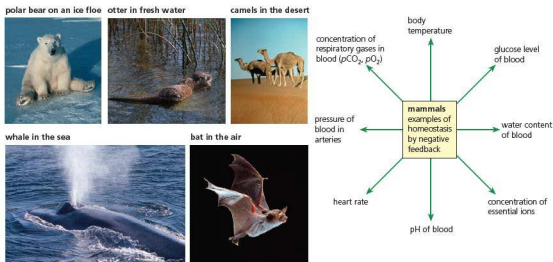 polar bear on an ice floe
otter in fresh water
camels in the desert
whale in the sea
bat in the air
body
temperature
concentration of
respiratory gases in
blood (pCO₂, pO₂)
glucose level
of blood
pressure of
blood in
arteries
mammals
examples of
homeostasis
by negative
feedback
water content
of blood
heart rate
pH of blood
concentration of
essential ions